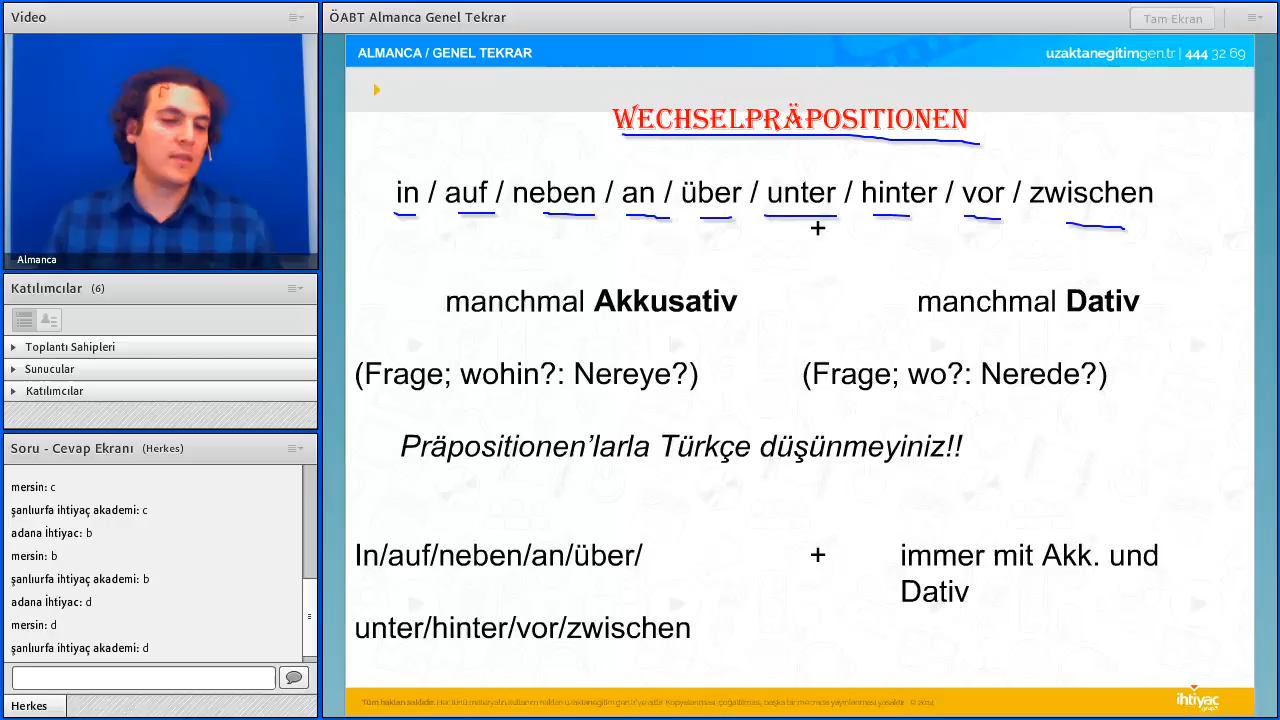 Video
Almanca
Katılımcılar (6)
Toplantı Sahipleri
Sunucular
Katılımcılar
Soru - Cevap Ekranı (Herkes)
mersin: c
şanlıurfa ihtiyaç akademi: c
adana İhtiyaç: b
mersin: b
şanlıurfa ihtiyaç akademi: b
adana İhtiyaç: d
mersin: d
şanlıurfa ihtiyaç akademi: d
Herkes
ÖABT Almanca Genel Tekrar
Tam Ekran
ALMANCA / GENEL TEKRAR
uzaktanegitimgen.tr | 444 32 69
WECHSELPRÄPOSITIONEN
in / auf / neben / an / über / unter / hinter / vor / zwischen
+
manchmal Akkusativ manchmal Dativ
(Frage; wohin?: Nereye?) (Frage; wo?: Nerede?)
Präpositionen’larla Türkçe düşünmeyiniz!!
In/auf/neben/an/über/ + immer mit Akk. und
Dativ
unter/hinter/vor/zwischen
Tüm hakları saklıdır.
ihtiyaç